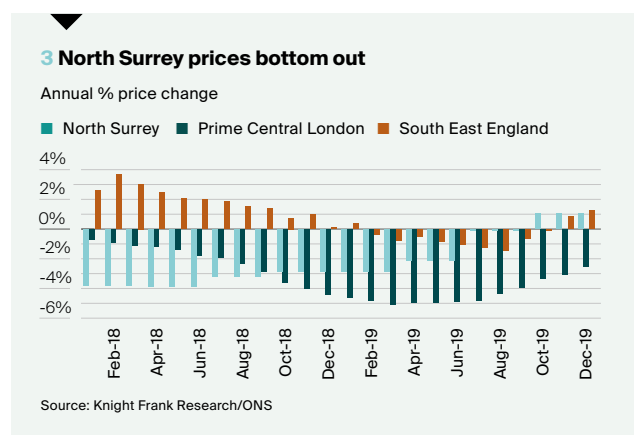 3 North Surrey prices bottom out
Annual % price change
North Surrey Prime Central London South East England
4%
2%
0%
-2%
-4%
-6%
Feb-18 Apr-18 Jun-18 Aug-18 Oct-18 Dec-18 Feb-19 Apr-19 Jun-19 Aug-19 Oct-19 Dec-19
Source: Knight Frank Research/ONS